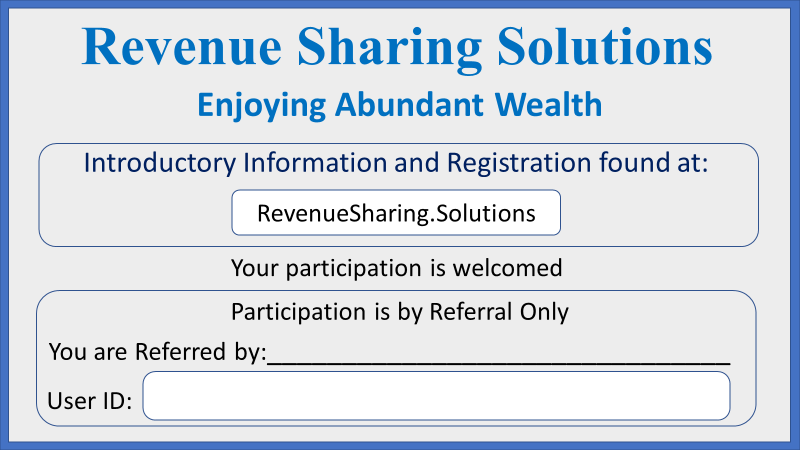 Revenue Sharing Solutions
Enjoying Abundant Wealth
Introductory Information and Registration found at:
RevenueSharing.Solutions
Your participation is welcomed
Participation is by Referral Only
You are Referred by:________________________________
User ID: